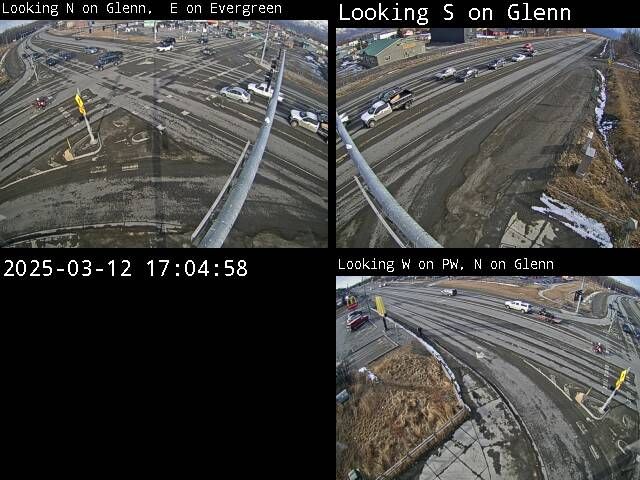 Looking N on Glenn,  E on Evergreen
Looking S on Glenn
2025-03-12 17:04:58
Looking W on PW, N on Glenn